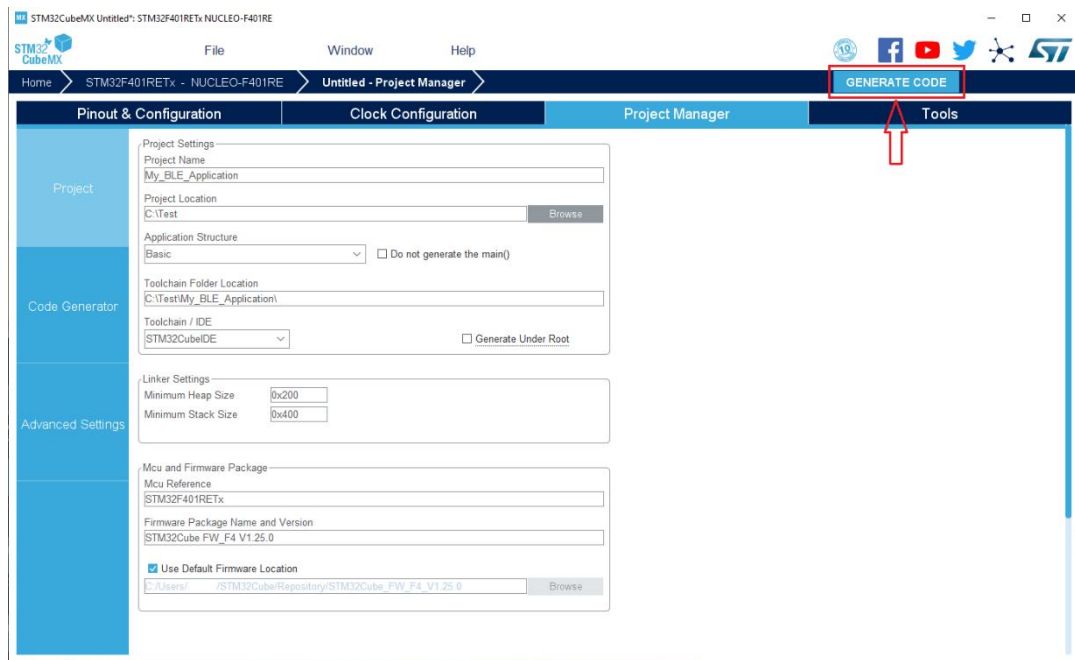 MX STM32CubeMX Untitled*: STM32F401RETx NUCLEO-F401RE
STM32 CubeMX
File Window Help
10
Home STM32F401RETx - NUCLEO-F401RE Untitled - Project Manager GENERATE CODE
Pinout & Configuration Clock Configuration Project Manager Tools
Project
Code Generator
Advanced Settings
Project Settings
Project Name
My_BLE_Application
Project Location
C:\Test Browse
Application Structure
Basic Do not generate the main()
Toolchain Folder Location
C:\Test\My_BLE_Application\
Toolchain / IDE
STM32CubeIDE Generate Under Root
Linker Settings
Minimum Heap Size 0x200
Minimum Stack Size 0x400
Mcu and Firmware Package
Mcu Reference
STM32F401RETx
Firmware Package Name and Version
STM32Cube FW_F4 V1.25.0
Use Default Firmware Location
C:/Users/ /STM32Cube/Repository/STM32Cube_FW_F4_V1.25.0 Browse